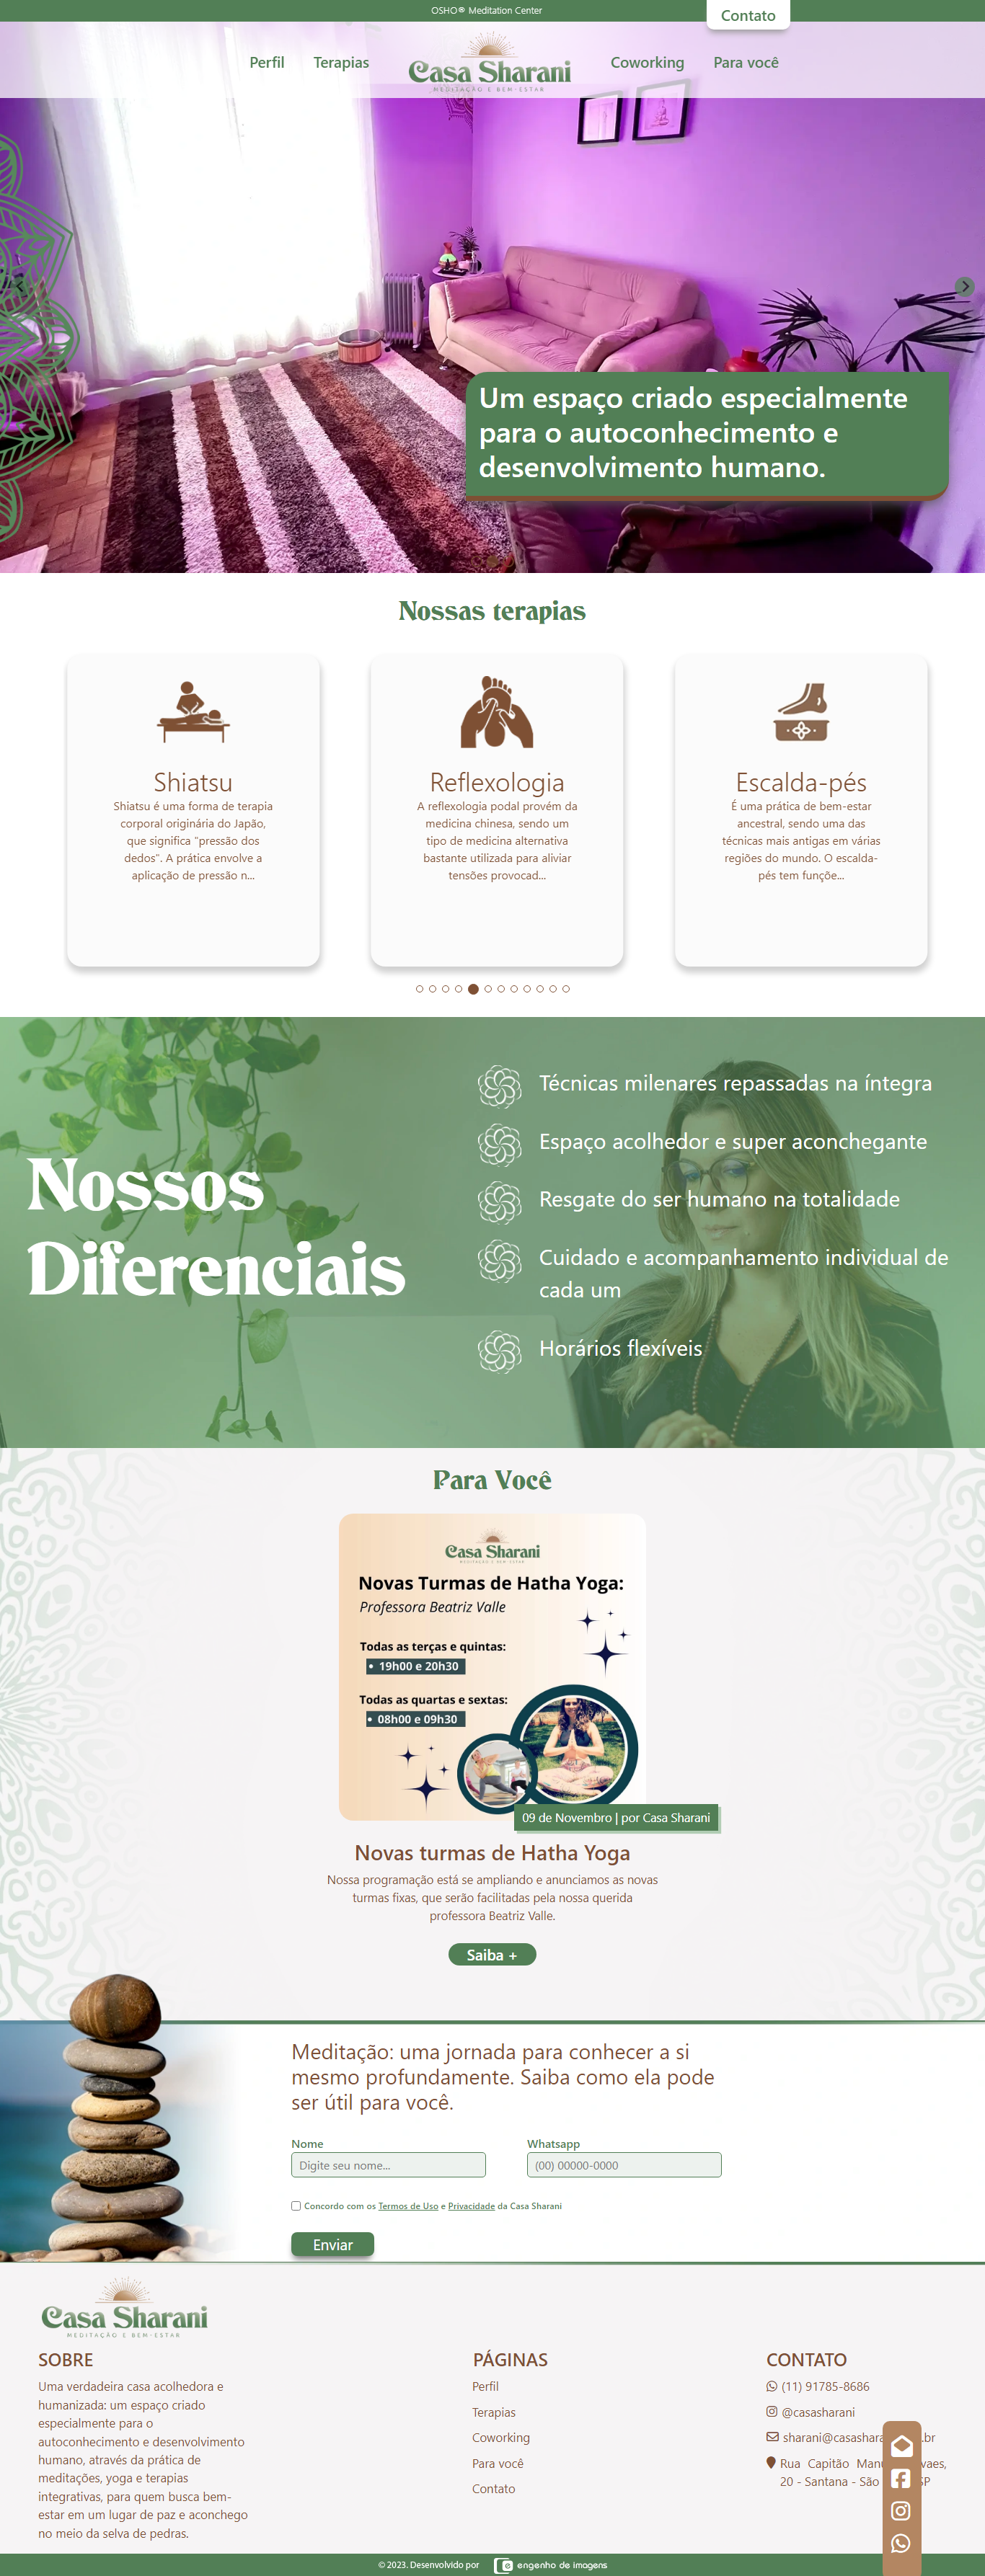 OSHO® Meditation Center
Contato
Perfil
Terapias
Casa Sharani
MEDITAÇÃO E BEM-ESTAR
Coworking
Para você
Um espaço criado especialmente
para o autoconhecimento e
desenvolvimento humano.
Nossas terapias
Shiatsu
Shiatsu é uma forma de terapia
corporal originária do Japão,
que significa "pressão dos
dedos". A prática envolve a
aplicação de pressão n...
Reflexologia
A reflexologia podal provém da
medicina chinesa, sendo um
tipo de medicina alternativa
bastante utilizada para aliviar
tensões provocad...
Escalda-pés
É uma prática de bem-estar
ancestral, sendo uma das
técnicas mais antigas em várias
regiões do mundo. O escalda-
pés tem funçõe...
Nossos
Diferenciais
Técnicas milenares repassadas na íntegra
Espaço acolhedor e super aconchegante
Resgate do ser humano na totalidade
Cuidado e acompanhamento individual de
cada um
Horários flexíveis
Para Você
Casa Sharani
MEDITAÇÃO E BEM-ESTAR
Novas Turmas de Hatha Yoga:
Professora Beatriz Valle
Todas as terças e quintas:
• 19h00 e 20h30
Todas as quartas e sextas:
• 08h00 e 09h30
09 de Novembro | por Casa Sharani
Novas turmas de Hatha Yoga
Nossa programação está se ampliando e anunciamos as novas
turmas fixas, que serão facilitadas pela nossa querida
professora Beatriz Valle.
Saiba +
Meditação: uma jornada para conhecer a si
mesmo profundamente. Saiba como ela pode
ser útil para você.
Nome
Digite seu nome...
Whatsapp
(00) 00000-0000
Concordo com os Termos de Uso e Privacidade da Casa Sharani
Enviar
Casa Sharani
MEDITAÇÃO E BEM-ESTAR
SOBRE
Uma verdadeira casa acolhedora e
humanizada: um espaço criado
especialmente para o
autoconhecimento e desenvolvimento
humano, através da prática de
meditações, yoga e terapias
integrativas, para quem busca bem-
estar em um lugar de paz e aconchego
no meio da selva de pedras.
PÁGINAS
Perfil
Terapias
Coworking
Para você
Contato
CONTATO
(11) 91785-8686
@casasharani
Rua Capitão
20 - Santana - São
© 2023. Desenvolvido por
engenho de imagens